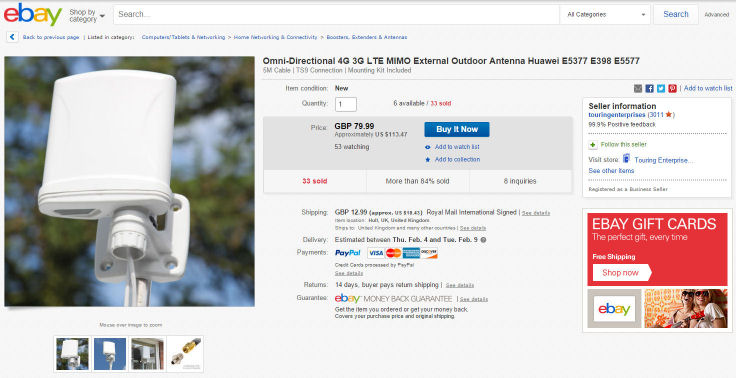 ebay
Shop by category
Search...
All Categories
Search
Advanced
Back to previous page | Listed in category: Computers/Tablets & Networking > Home Networking & Connectivity > Boosters, Extenders & Antennas
Omni-Directional 4G 3G LTE MIMO External Outdoor Antenna Huawei E5377 E398 E5577
5M Cable | TS9 Connection | Mounting Kit Included
Item condition: New
Quantity: 1 6 available / 33 sold
Price: GBP 79.99
Approximately US $113.47
Buy It Now
53 watching
Add to watch list
Add to collection
33 sold More than 84% sold 8 inquiries
Shipping: GBP 12.99 (approx. US $18.43) Royal Mail International Signed | See details
Item location: Hull, UK, United Kingdom
Ships to: United Kingdom and many other countries | See details
Delivery: Estimated between Thu. Feb. 4 and Tue. Feb. 9
Payments: PayPal VISA MasterCard DISCOVER
Credit Cards processed by PayPal
See details
Returns: 14 days, buyer pays return shipping | See details
Guarantee: ebay MONEY BACK GUARANTEE | See details
Get the item you ordered or get your money back.
Covers your purchase price and original shipping.
Mouse over image to zoom
| Add to watch list
Seller information
touringenterprises (3011)
99.9% Positive feedback
Follow this seller
Visit store: Touring Enterprise...
See other items
Registered as a Business Seller
EBAY GIFT CARDS
The perfect gift, every time
Free Shipping
Shop now
ebay